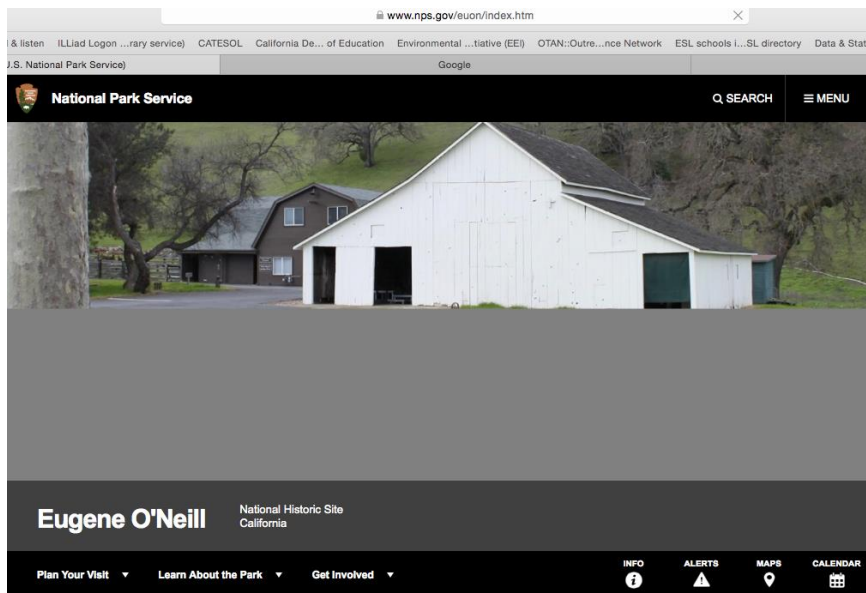 www.nps.gov/euon/index.htm
& listen ILLiad Logon ...rary service) CATESOL California De... of Education Environmental ...tiative (EEI) OTAN::Outre...nce Network ESL schools i...SL directory Data & Stat
J.S. National Park Service) Google
National Park Service SEARCH MENU
Eugene O'Neill
National Historic Site
California
Plan Your Visit Learn About the Park Get Involved INFO ALERTS MAPS CALENDAR